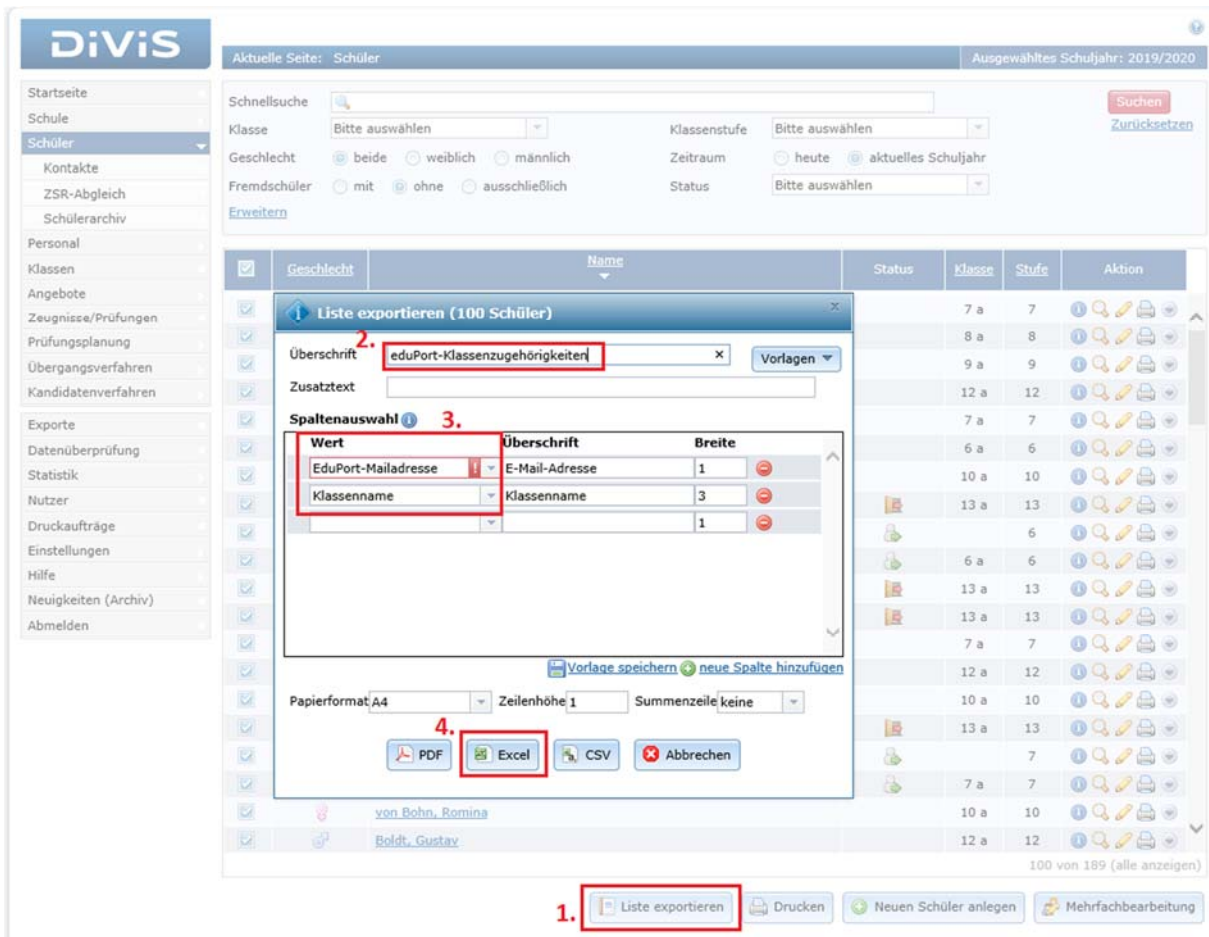 DiViS
Aktuelle Seite: Schüler
Ausgewähltes Schuljahr: 2019/2020
Startseite
Schule
Schüler
Kontakte
ZSR-Abgleich
Schülerarchiv
Personal
Klassen
Angebote
Zeugnisse/Prüfungen
Prüfungsplanung
Übergangsverfahren
Kandidatenverfahren
Exporte
Datenüberprüfung
Statistik
Nutzer
Druckaufträge
Einstellungen
Hilfe
Neuigkeiten (Archiv)
Abmelden
Schnellsuche Suchen
Klasse Bitte auswählen Klassenstufe Bitte auswählen Zurücksetzen
Geschlecht beide weiblich männlich Zeitraum heute aktuelles Schuljahr
Fremdschüler mit ohne ausschließlich Status Bitte auswählen
Erweitern
Geschlecht Name Status Klasse Stufe Aktion
7 a 7
8 a 8
9 a 9
12 a 12
7 a 7
6 a 6
10 a 10
13 a 13
6
6 a 6
13 a 13
13 a 13
7 a 7
12 a 12
10 a 10
13 a 13
7
7 a 7
von Bohn, Romina 10 a 10
Boldt, Gustav 12 a 12
100 von 189 (alle anzeigen)
Liste exportieren (100 Schüler) x
2.
Überschrift eduPort-Klassenzugehörigkeiten × Vorlagen
Zusatztext
Spaltenauswahl 3.
Wert Überschrift Breite
EduPort-Mailadresse ! E-Mail-Adresse 1
Klassenname Klassenname 3
1
Vorlage speichern neue Spalte hinzufügen
Papierformat A4 Zeilenhöhe 1 Summenzeile keine
4.
PDF Excel CSV Abbrechen
1. Liste exportieren Drucken Neuen Schüler anlegen Mehrfachbearbeitung